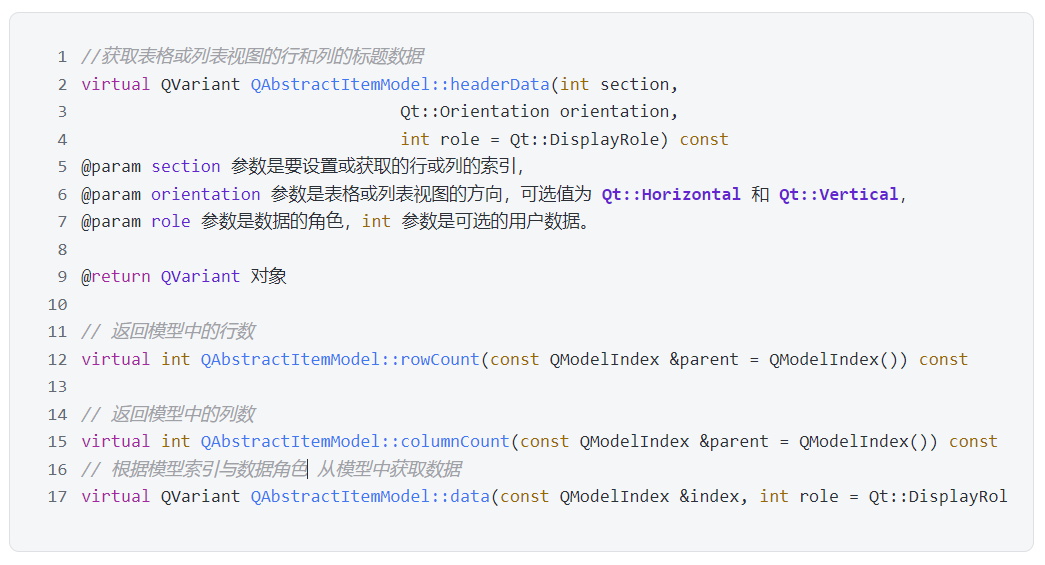 1 //获取表格或列表视图的行和列的标题数据
2 virtual QVariant QAbstractItemModel::headerData(int section,
3 Qt::Orientation orientation,
4 int role = Qt::DisplayRole) const
5 @param section 参数是要设置或获取的行或列的索引,
6 @param orientation 参数是表格或列表视图的方向，可选值为 Qt::Horizontal 和 Qt::Vertical,
7 @param role 参数是数据的角色，int 参数是可选的用户数据。
8
9 @return QVariant 对象
10
11 // 返回模型中的行数
12 virtual int QAbstractItemModel::rowCount(const QModelIndex &parent = QModelIndex()) const
13
14 // 返回模型中的列数
15 virtual int QAbstractItemModel::columnCount(const QModelIndex &parent = QModelIndex()) const
16 // 根据模型索引与数据角色 从模型中获取数据
17 virtual QVariant QAbstractItemModel::data(const QModelIndex &index, int role = Qt::DisplayRol